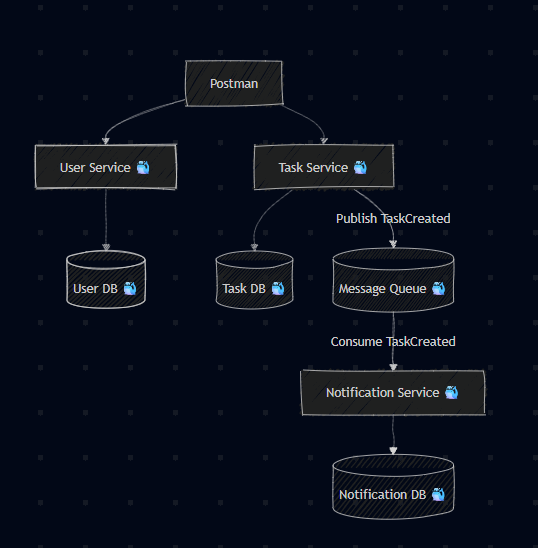 Postman
User Service
Task Service
Publish TaskCreated
User DB
Task DB
Message Queue
Consume TaskCreated
Notification Service
Notification DB